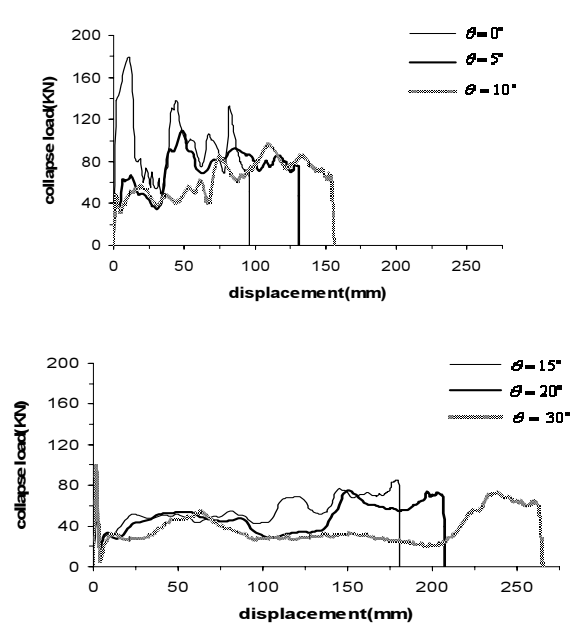 θ = 0°
θ = 5°
θ = 10°
collapse load(KN)
200
160
120
80
40
0
0 50 100 150 200 250
displacement(mm)
θ = 15°
θ = 20°
θ = 30°
collapse load(KN)
200
160
120
80
40
0
0 50 100 150 200 250
displacement(mm)